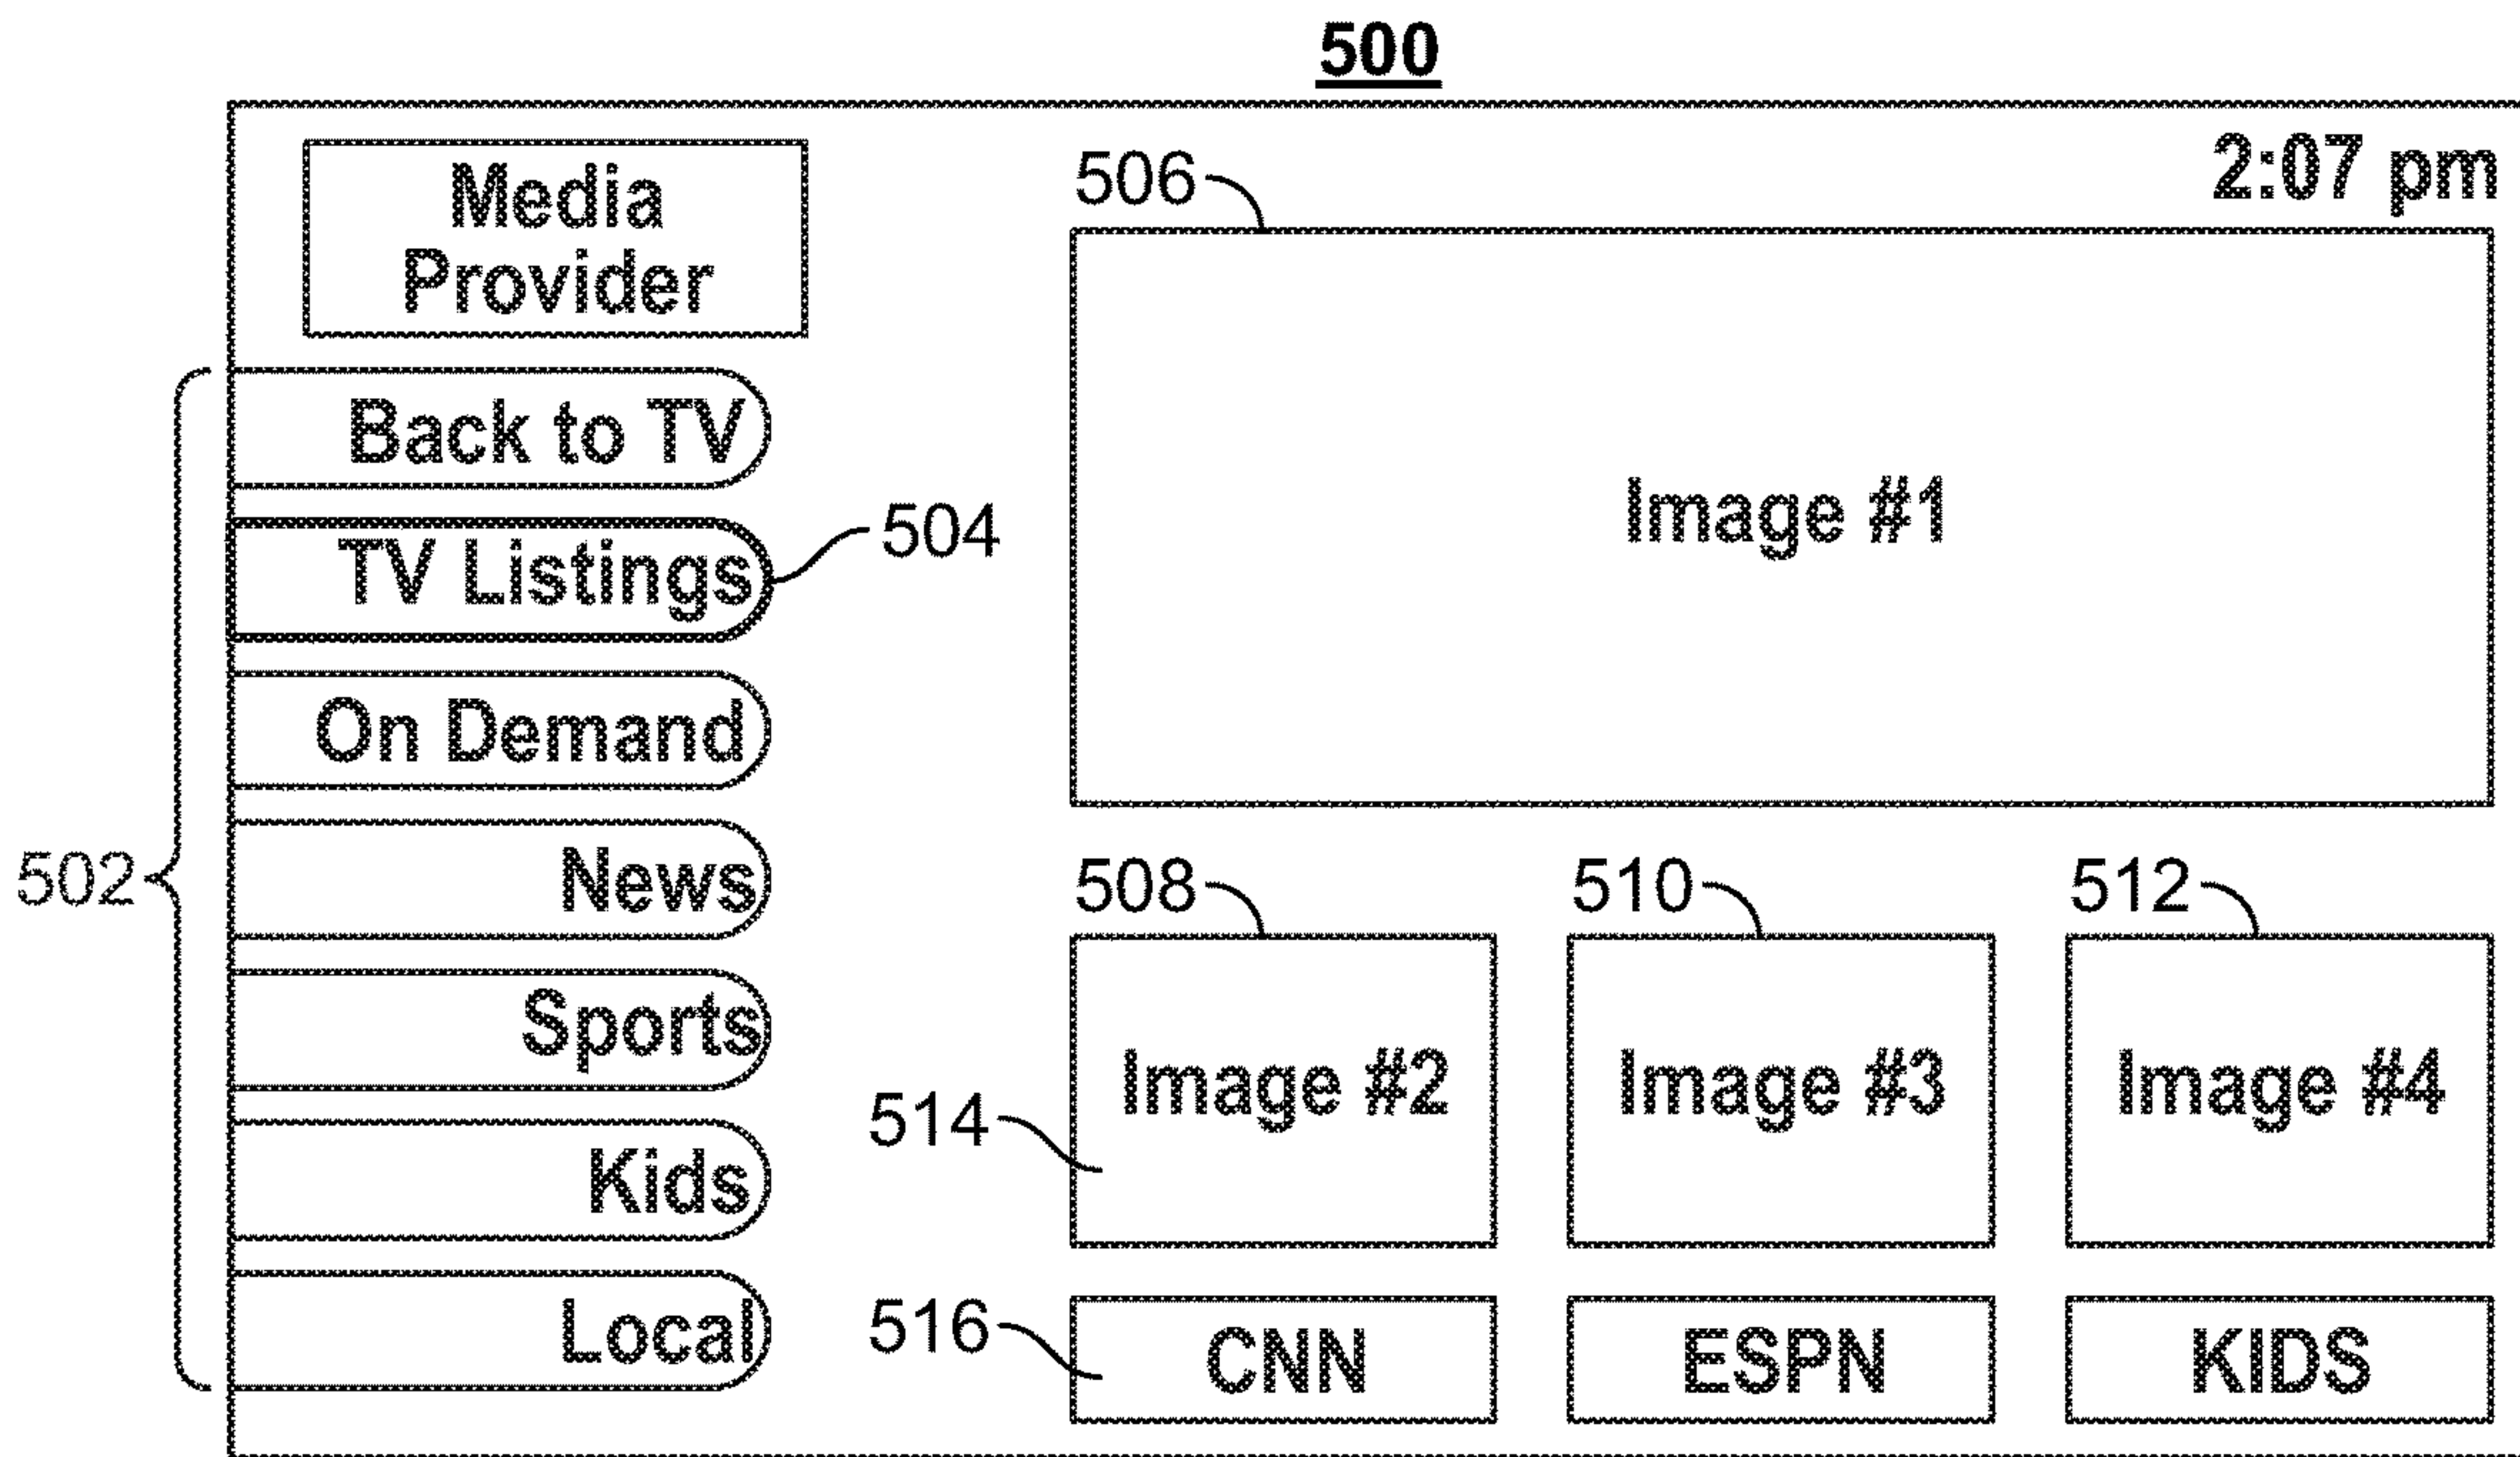 500
2:07 pm
Media
Provider
506
Back to TV
Image #1
TV Listings
504
On Demand
502
News
508
510
512
Sports
Image #2
Image #3
Image #4
514
Kids
Local
516
CNN
ESPN
KIDS